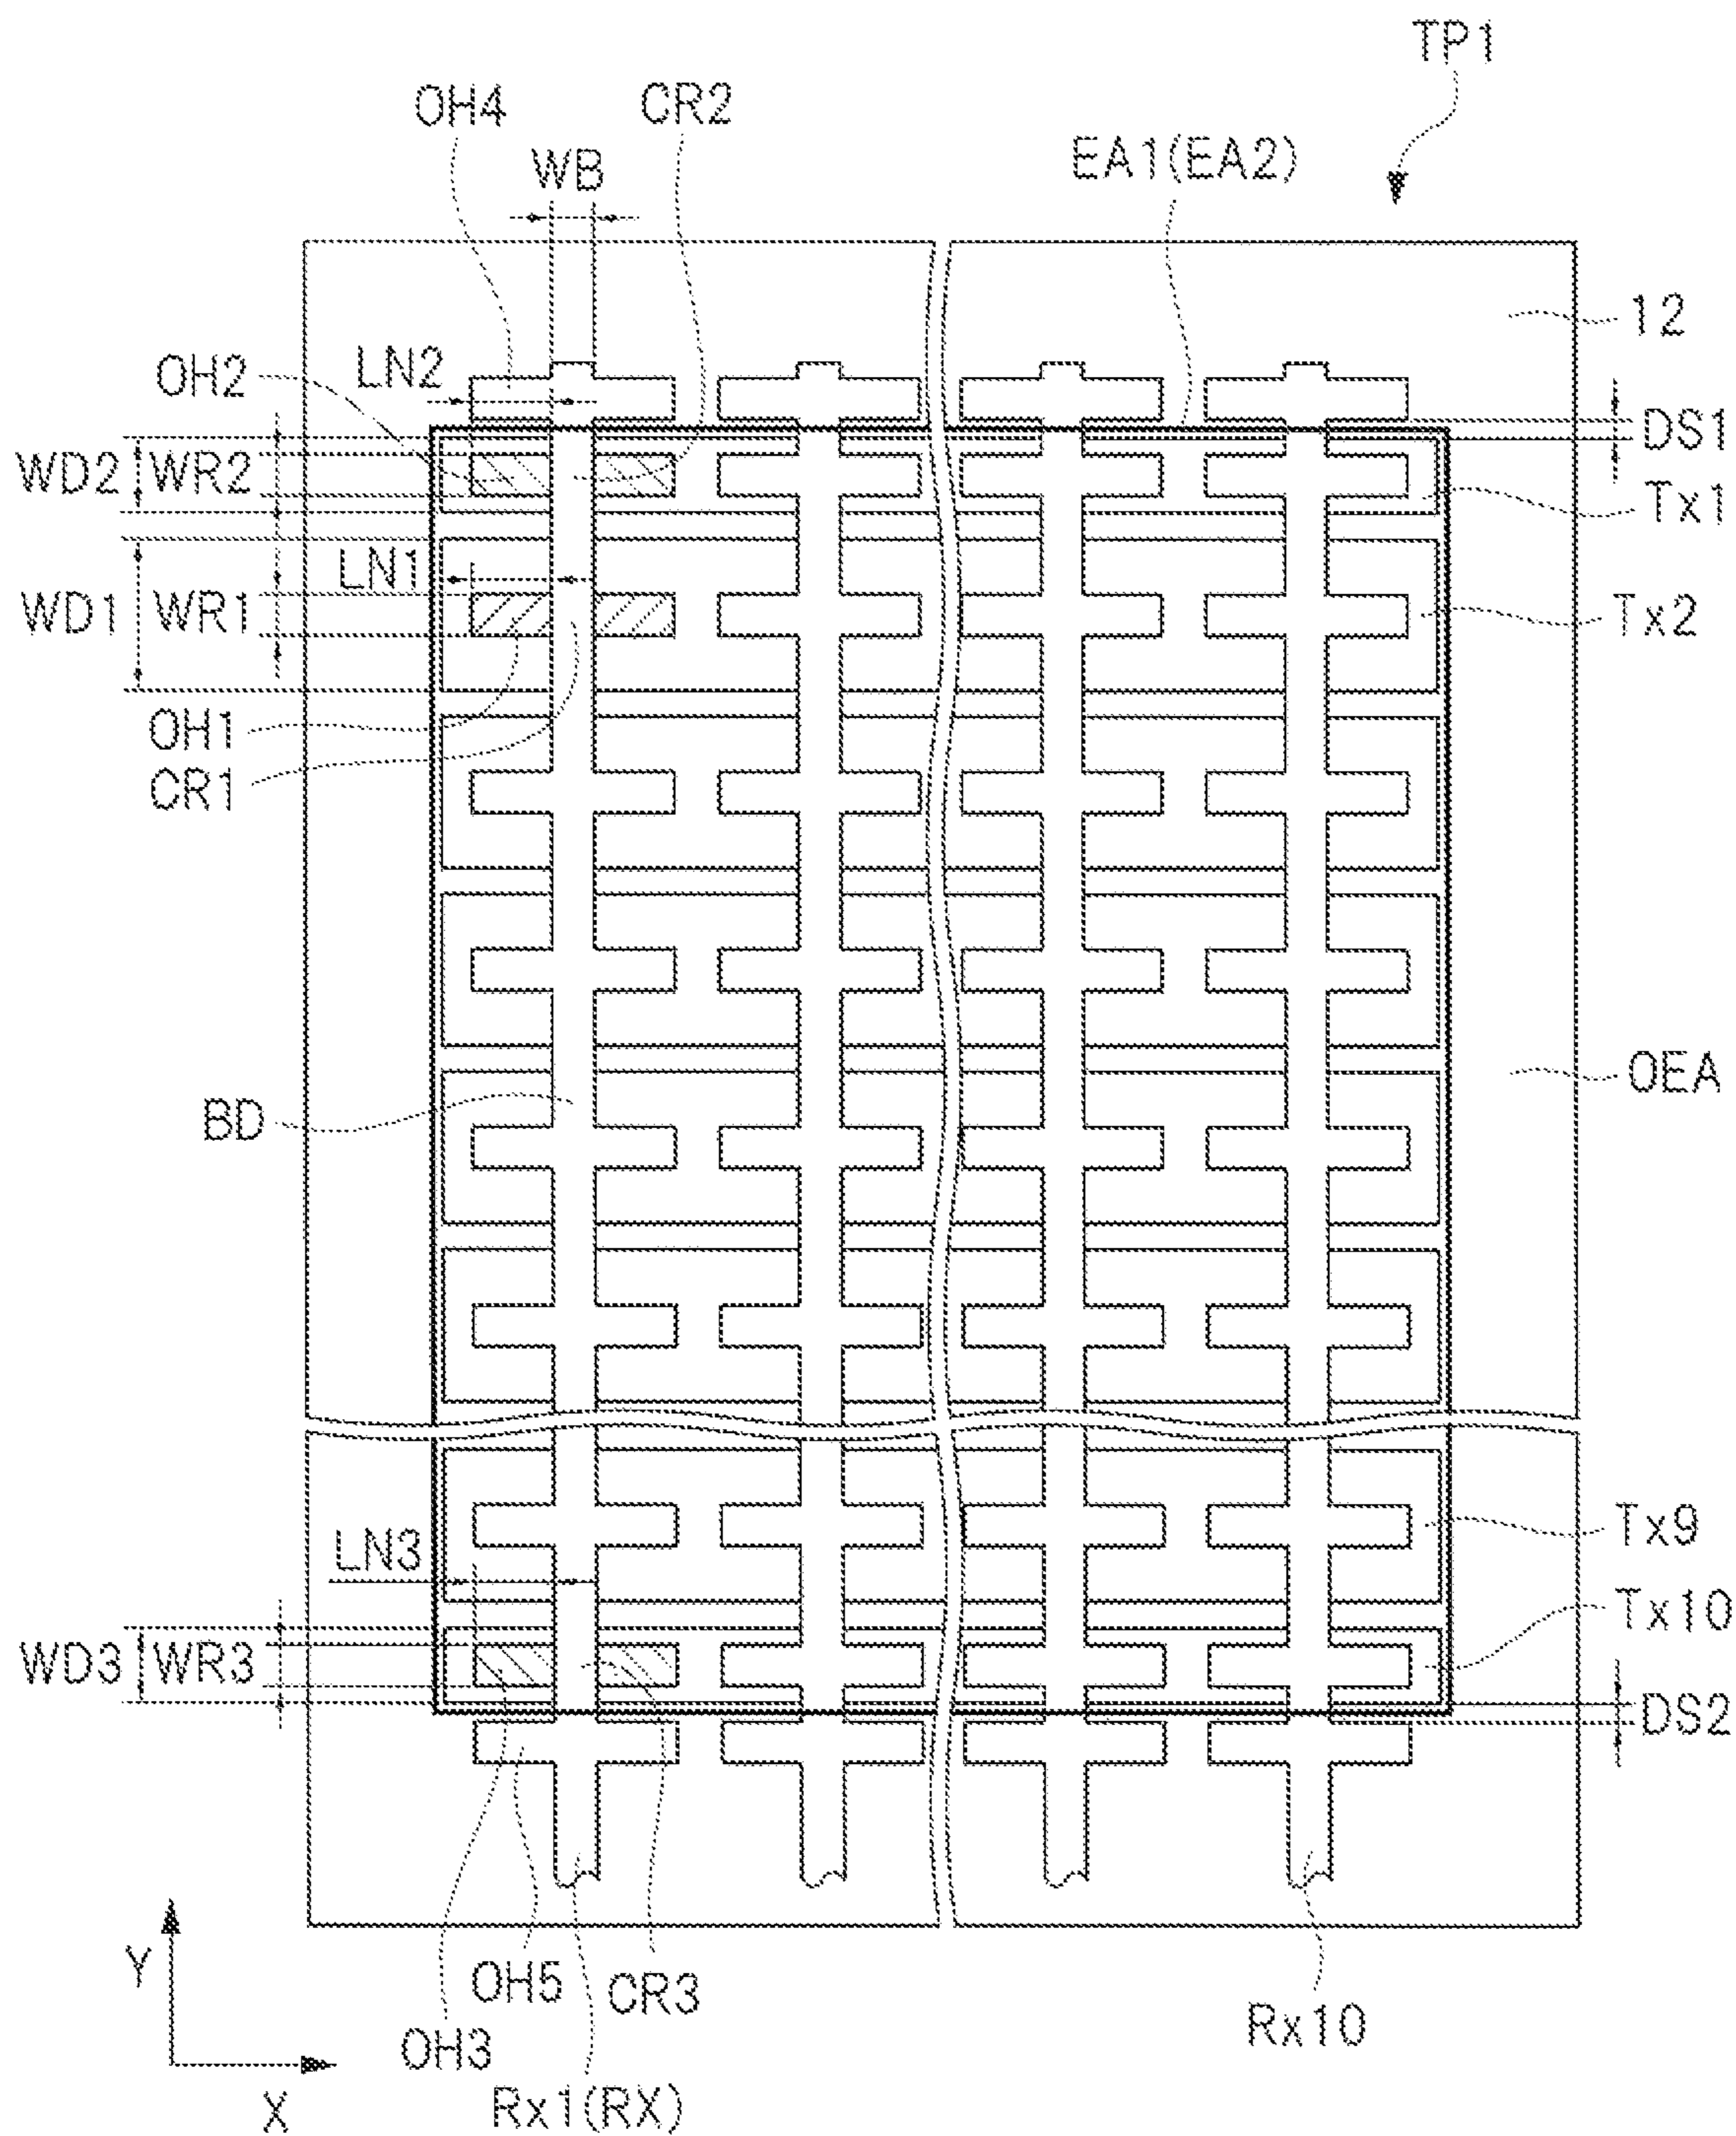 TP1
OH4
CR2
WB
EA1(EA2)
12
OH2
LN2
DS1
WD2
WR2
Tx1
LN1
WD1
WR1
Tx2
OH1
CR1
BD
OEA
LN3
Tx9
Tx10
WD3
WR3
DS2
Y
X
OH5
CR3
OH3
Rx10
Rx1(RX)